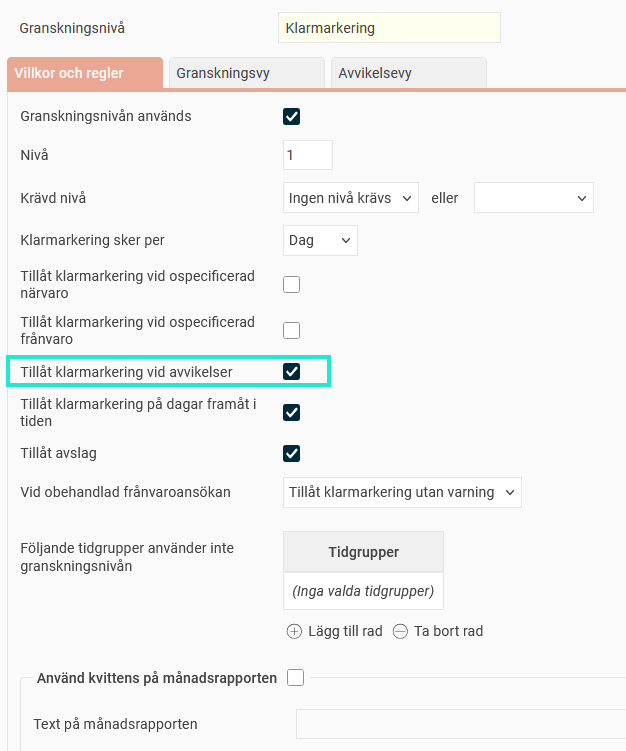 Granskningsnivå Klarmarkering
Villkor och regler Granskningsvy Avvikelsevy
Granskningsnivån används
Nivå 1
Krävd nivå Ingen nivå krävs eller
Klarmarkering sker per Dag
Tillåt klarmarkering vid ospecificerad
närvaro
Tillåt klarmarkering vid ospecificerad
frånvaro
Tillåt klarmarkering vid avvikelser
Tillåt klarmarkering på dagar framåt i
tiden
Tillåt avslag
Vid obehandlad frånvaroansökan Tillåt klarmarkering utan varning
Följande tidgrupper använder inte
granskningsnivån
Tidgrupper
(Inga valda tidgrupper)
Lägg till rad Ta bort rad
Använd kvittens på månadsrapporten
Text på månadsrapporten